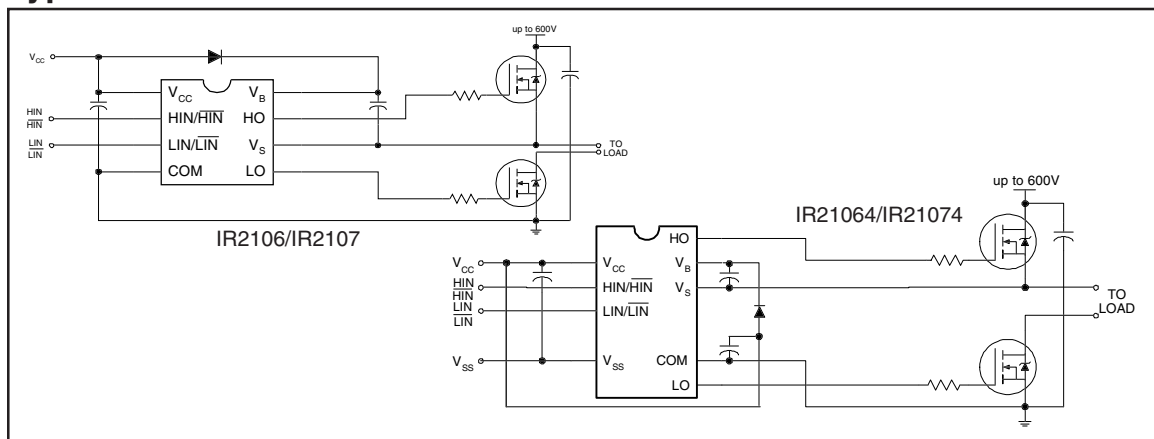 up to 600V
VCC
VCC
VB
HIN
HIN
HIN/HIN
HO
LIN
LIN
LIN/LIN
VS
TO
LOAD
COM
LO
IR2106/IR2107
up to 600V
IR21064/IR21074
HO
VCC
VCC
VB
HIN
HIN
HIN/HIN
VS
LIN
LIN
LIN/LIN
TO
LOAD
VSS
VSS
COM
LO